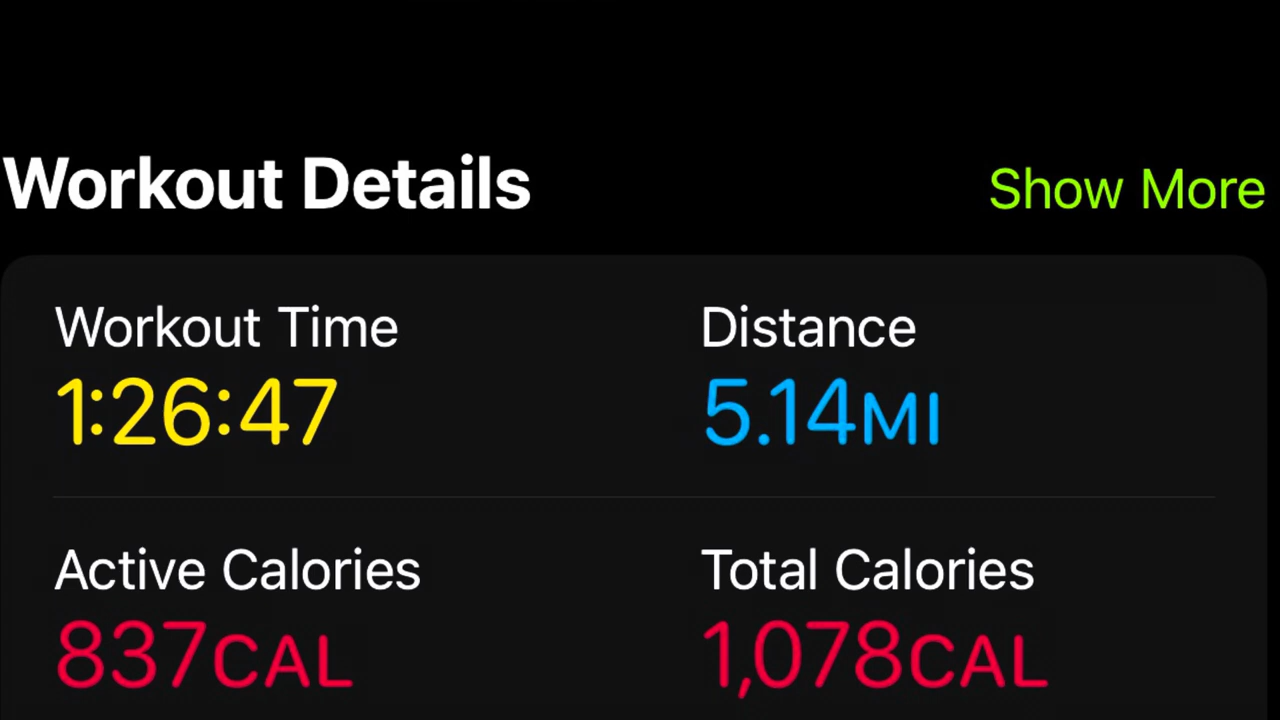 Workout Details
Show More
Workout Time
Distance
1:26:47
5.14MI
Active Calories
Total Calories
837CAL
1,078CAL